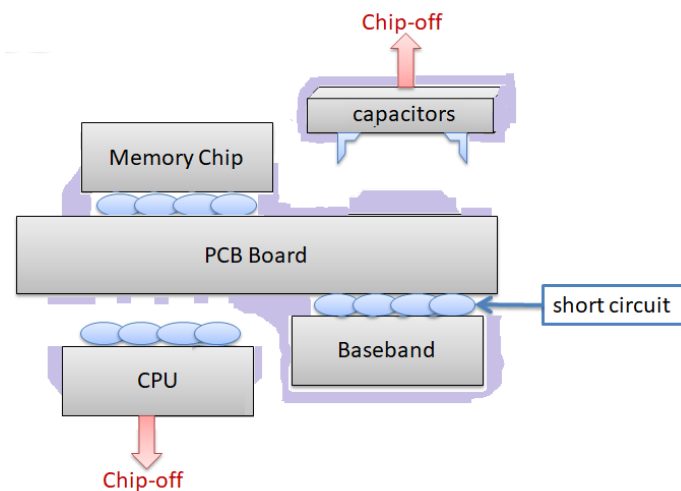 Chip-off
capacitors
Memory Chip
PCB Board
short circuit
Baseband
CPU
Chip-off